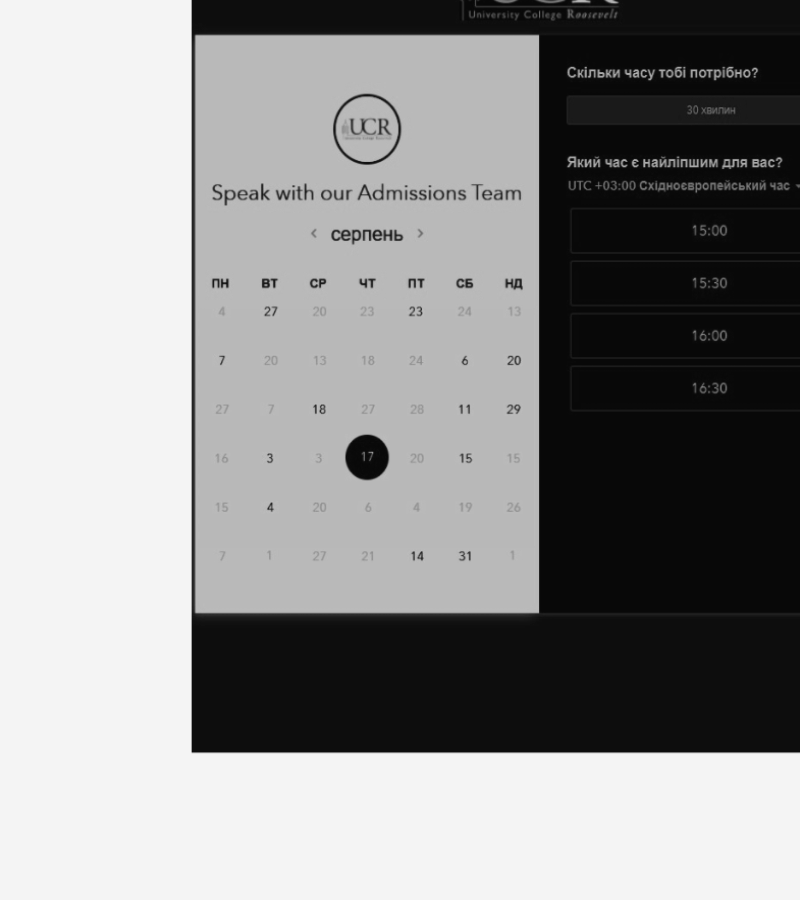 UCR
University College Roosevelt
UCR
Speak with our Admissions Team
< серпень >
ПН ВТ СР ЧТ ПТ СБ НД
4 27 20 23 23 24 13
7 20 13 18 24 6 20
27 7 18 27 28 11 29
16 3 3 17 20 15 15
15 4 20 6 4 19 26
7 1 27 21 14 31 1
Скільки часу тобі потрібно?
30 хвилин
Який час є найліпшим для вас?
UTC +03:00 Східноєвропейський час
15:00
15:30
16:00
16:30